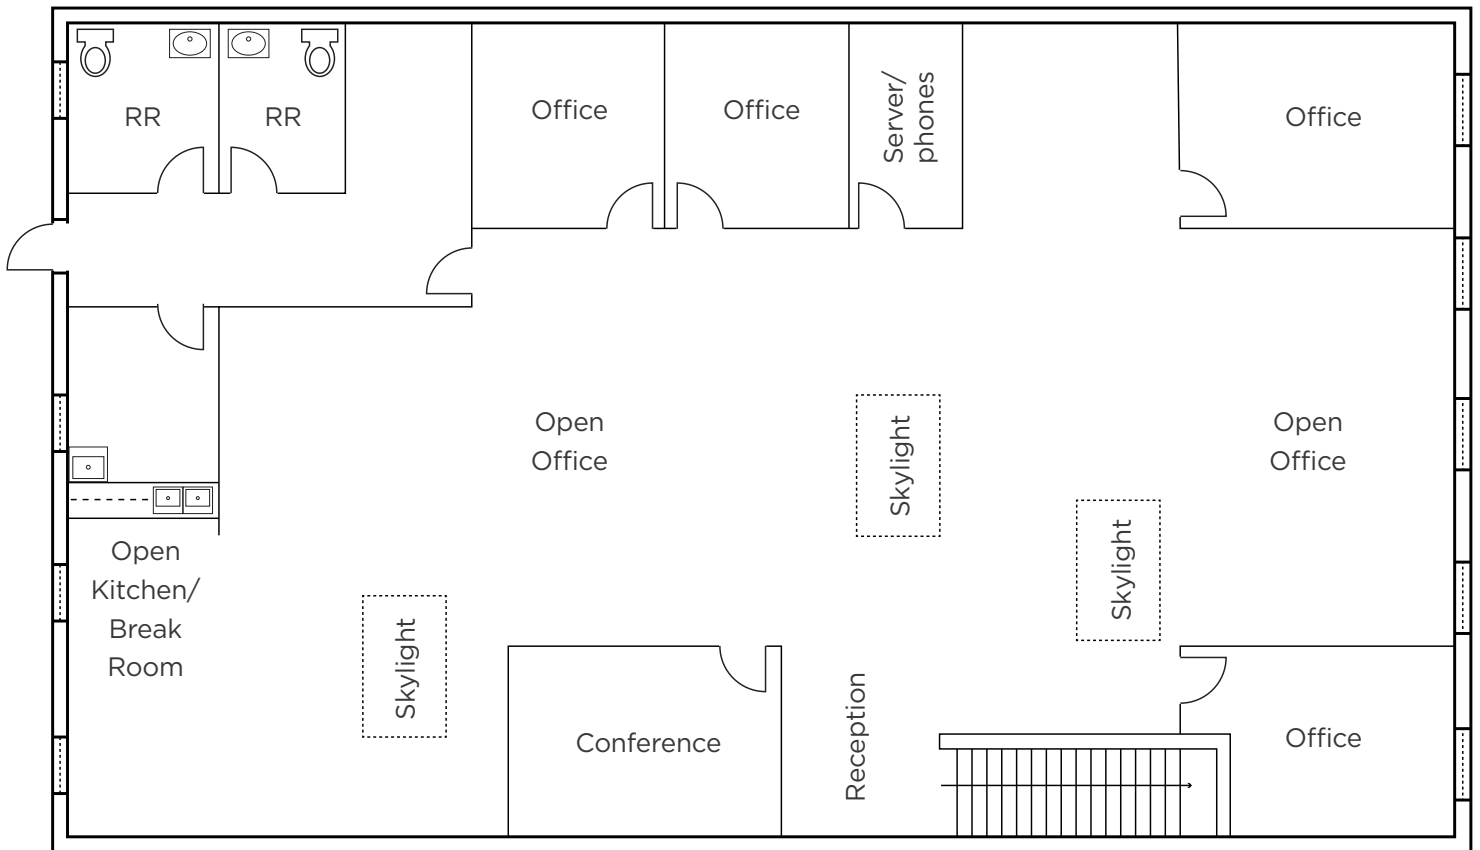 RR
RR
Office
Office
Server/
phones
Office
Open
Office
Skylight
Open
Office
Skylight
Open
Kitchen/
Break
Room
Skylight
Conference
Reception
Office